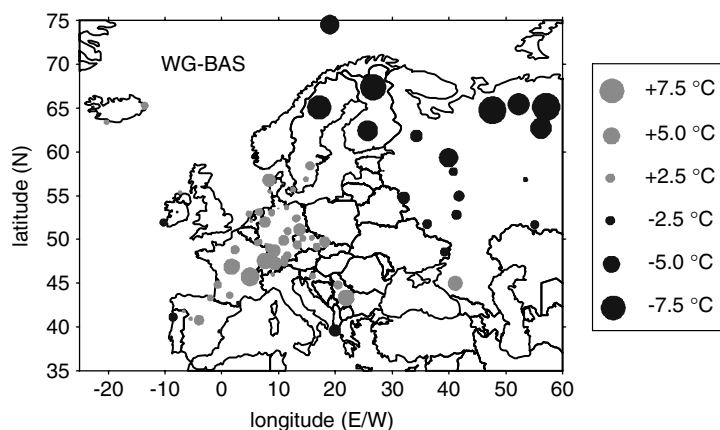 75
70
65
60
55
50
45
40
35
latitude (N)
WG-BAS
-20 -10 0 10 20 30 40 50 60
longitude (E/W)
+7.5 °C
+5.0 °C
+2.5 °C
-2.5 °C
-5.0 °C
-7.5 °C